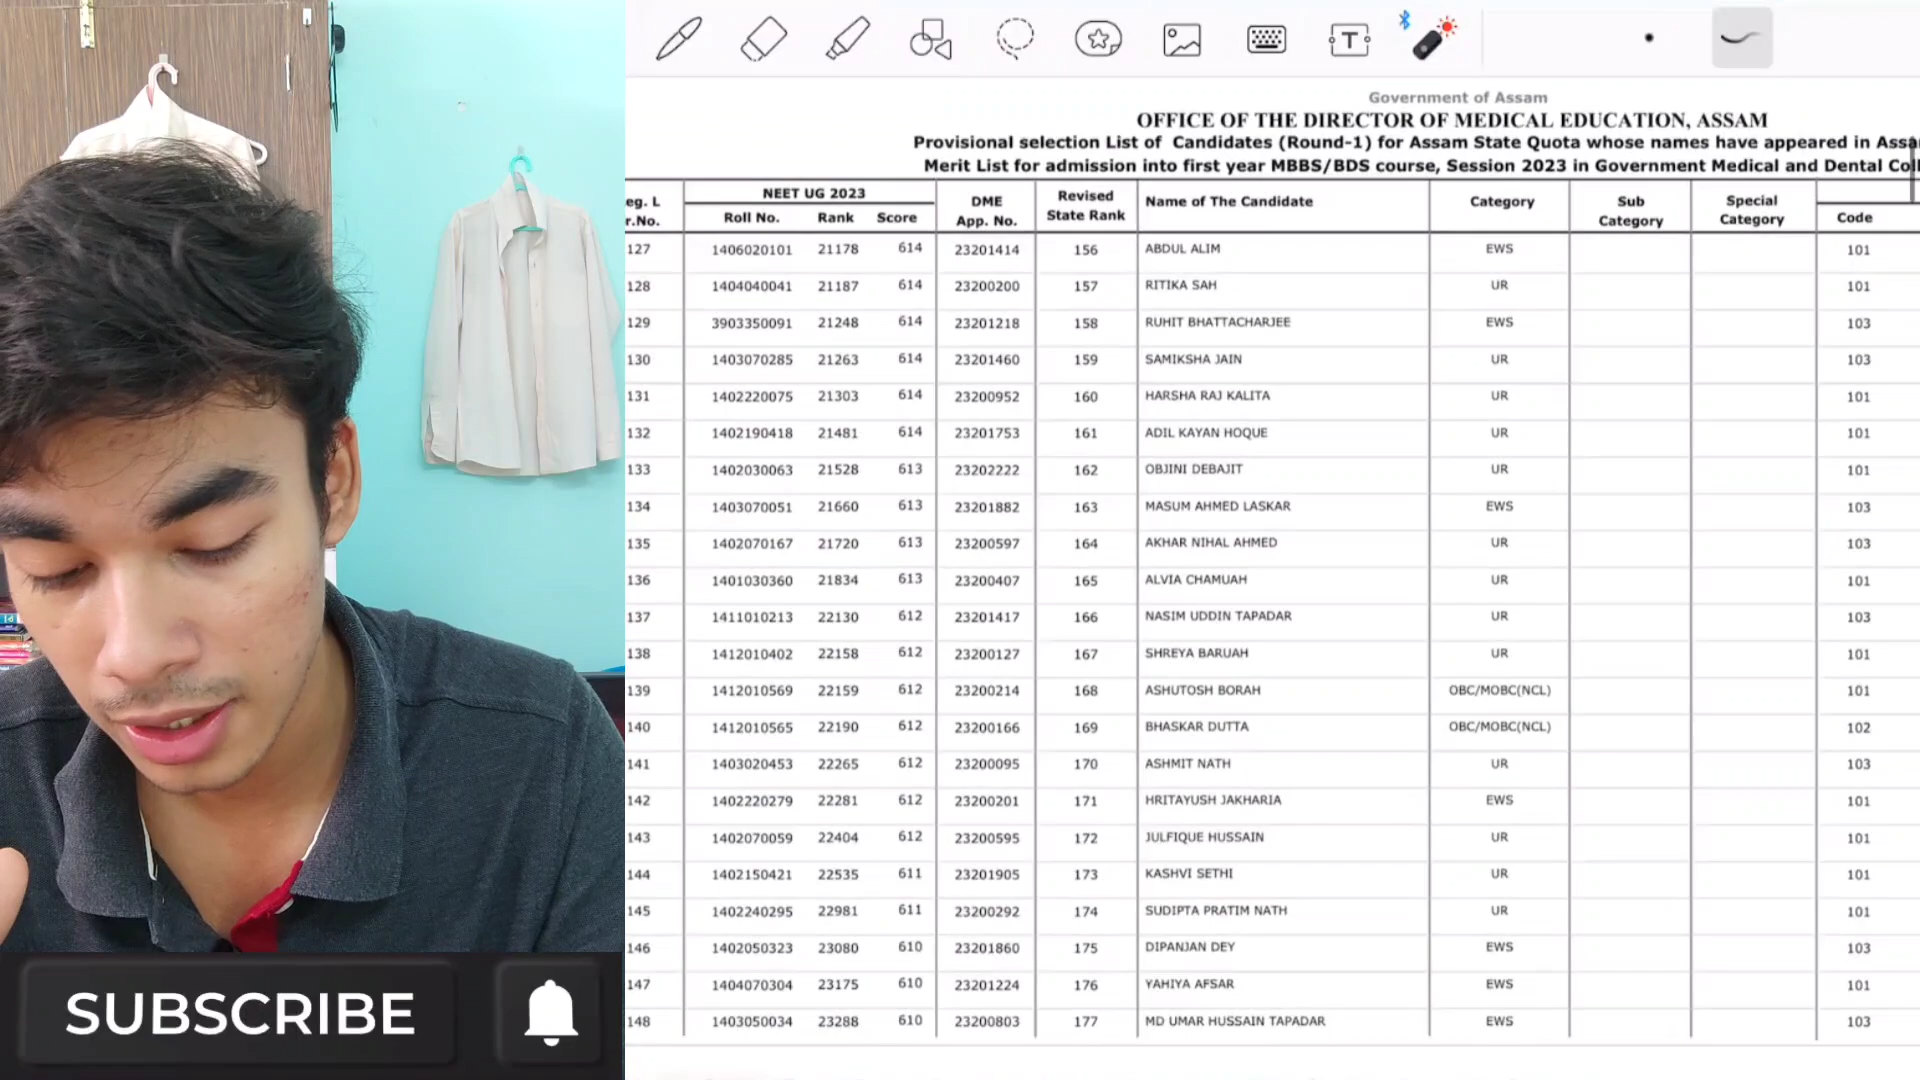 Government of Assam
OFFICE OF THE DIRECTOR OF MEDICAL EDUCATION, ASSAM
Provisional selection List of Candidates (Round-1) for Assam State Quota whose names have appeared in Assa
Merit List for admission into first year MBBS/BDS course, Session 2023 in Government Medical and Dental Col
eg. L r.No. NEET UG 2023 DME App. No. Revised State Rank Name of The Candidate Category Sub Category Special Category
Roll No. Rank Score Code
127 1406020101 21178 614 23201414 156 ABDUL ALIM EWS 101
128 1404040041 21187 614 23200200 157 RITIKA SAH UR 101
129 3903350091 21248 614 23201218 158 RUHIT BHATTACHARJEE EWS 103
130 1403070285 21263 614 23201460 159 SAMIKSHA JAIN UR 103
131 1402220075 21303 614 23200952 160 HARSHA RAJ KALITA UR 101
132 1402190418 21481 614 23201753 161 ADIL KAYAN HOQUE UR 101
133 1402030063 21528 613 23202222 162 OBJINI DEBAJIT UR 101
134 1403070051 21660 613 23201882 163 MASUM AHMED LASKAR EWS 103
135 1402070167 21720 613 23200597 164 AKHAR NIHAL AHMED UR 103
136 1401030360 21834 613 23200407 165 ALVIA CHAMUAH UR 101
137 1411010213 22130 612 23201417 166 NASIM UDDIN TAPADAR UR 103
138 1412010402 22158 612 23200127 167 SHREYA BARUAH UR 101
139 1412010569 22159 612 23200214 168 ASHUTOSH BORAH OBC/MOBC(NCL) 101
140 1412010565 22190 612 23200166 169 BHASKAR DUTTA OBC/MOBC(NCL) 102
141 1403020453 22265 612 23200095 170 ASHMIT NATH UR 103
142 1402220279 22281 612 23200201 171 HRITAYUSH JAKHARIA EWS 101
143 1402070059 22404 612 23200595 172 JULFIQUE HUSSAIN UR 101
144 1402150421 22535 611 23201905 173 KASHVI SETHI UR 101
145 1402240295 22981 611 23200292 174 SUDIPTA PRATIM NATH UR 101
146 1402050323 23080 610 23201860 175 DIPANJAN DEY EWS 103
147 1404070304 23175 610 23201224 176 YAHIYA AFSAR EWS 101
148 1403050034 23288 610 23200803 177 MD UMAR HUSSAIN TAPADAR EWS 103
SUBSCRIBE